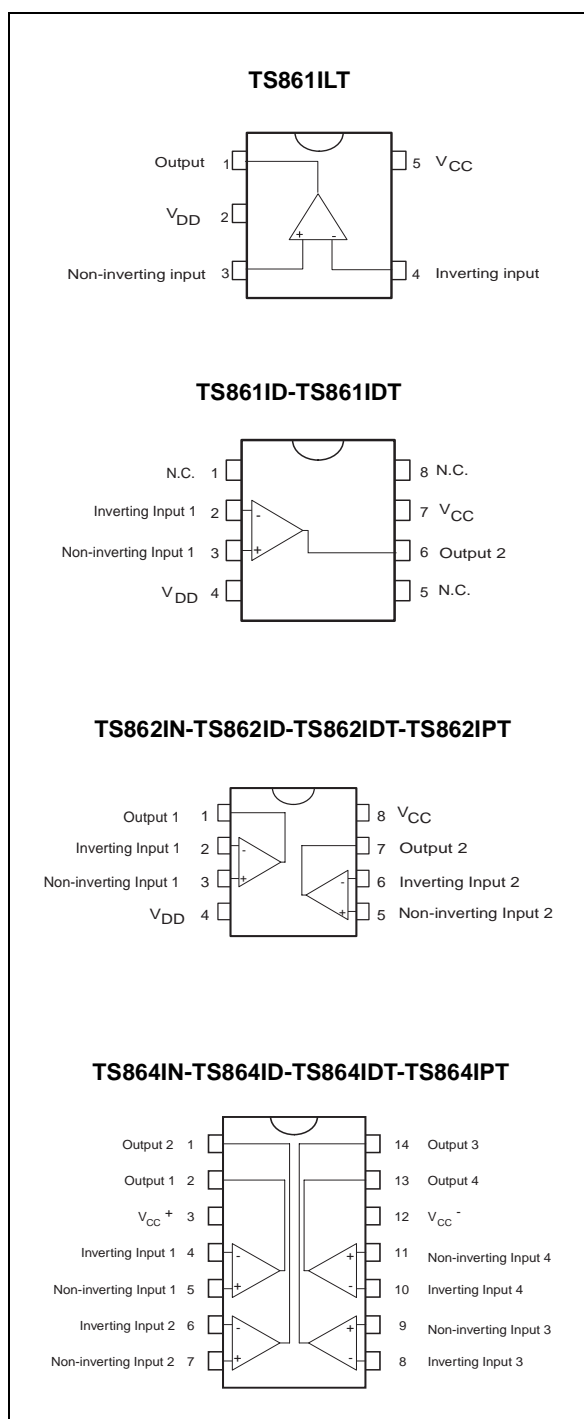 TS861ILT
Output 1 5 VCC
VDD 2
+ -
Non-inverting input 3 4 Inverting input
TS861ID-TS861IDT
N.C. 1 8 N.C.
Inverting Input 1 2 - 7 VCC
Non-inverting Input 1 3 + 6 Output 2
VDD 4 5 N.C.
TS862IN-TS862ID-TS862IDT-TS862IPT
Output 1 1 8 VCC
Inverting Input 1 2 - 7 Output 2
Non-inverting Input 1 3 + - 6 Inverting Input 2
VDD 4 + 5 Non-inverting Input 2
TS864IN-TS864ID-TS864IDT-TS864IPT
Output 2 1 14 Output 3
Output 1 2 13 Output 4
VCC + 3 12 VCC -
Inverting Input 1 4 - + 11 Non-inverting Input 4
Non-inverting Input 1 5 + - 10 Inverting Input 4
Inverting Input 2 6 - + 9 Non-inverting Input 3
Non-inverting Input 2 7 + - 8 Inverting Input 3